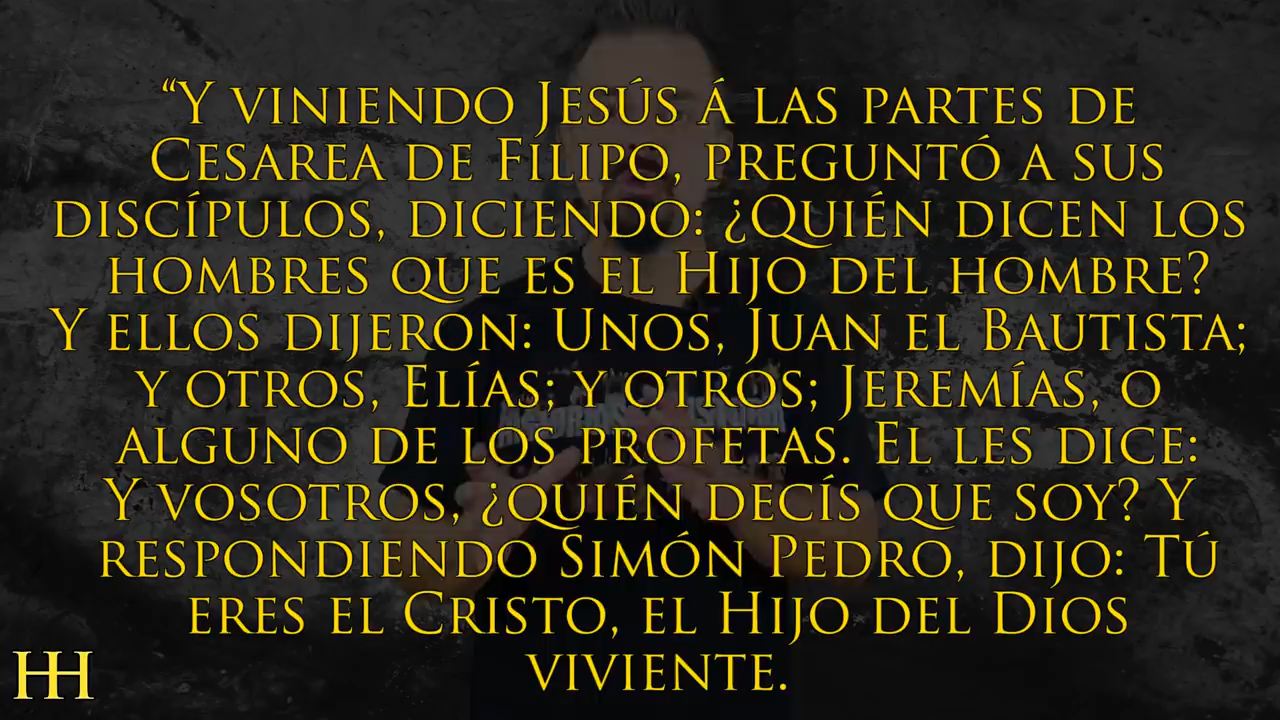 “Y viniendo Jesús á las partes de
Cesarea de Filipo, preguntó a sus
discípulos, diciendo: ¿Quién dicen los
hombres que es el Hijo del hombre?
Y ellos dijeron: Unos, Juan el Bautista;
y otros, Elías; y otros; Jeremías, o
alguno de los profetas. El les dice:
Y vosotros, ¿quién decís que soy? Y
respondiendo Simón Pedro, dijo: Tú
eres el Cristo, el Hijo del Dios
viviente.
HH